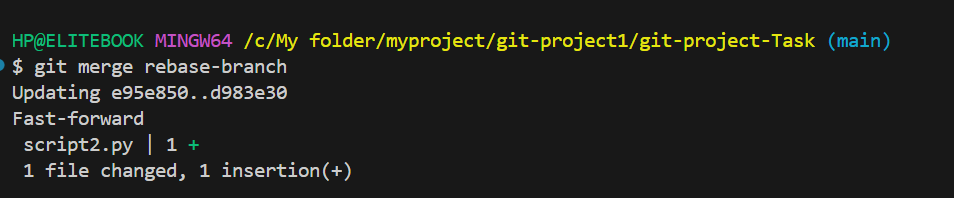 HP@ELITEBOOK MINGW64 /c/My folder/myproject/git-project1/git-project-Task (main)
$ git merge rebase-branch
Updating e95e850..d983e30
Fast-forward
 script2.py | 1 +
 1 file changed, 1 insertion(+)